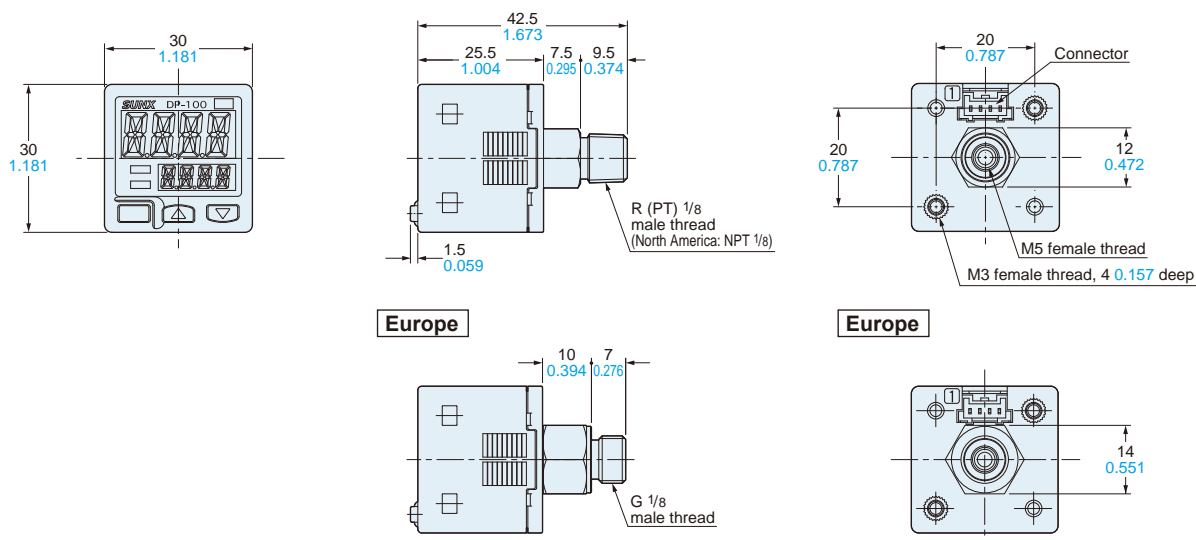 30
1.181
30
1.181
SUNX DP-100
42.5
1.673
25.5
1.004
7.5
0.295
9.5
0.374
1.5
0.059
R (PT) 1/8
male thread
(North America: NPT 1/8)
20
0.787
Connector
1
20
0.787
12
0.472
M5 female thread
M3 female thread, 4 0.157 deep
Europe
10
0.394
7
0.276
G 1/8
male thread
Europe
1
14
0.551